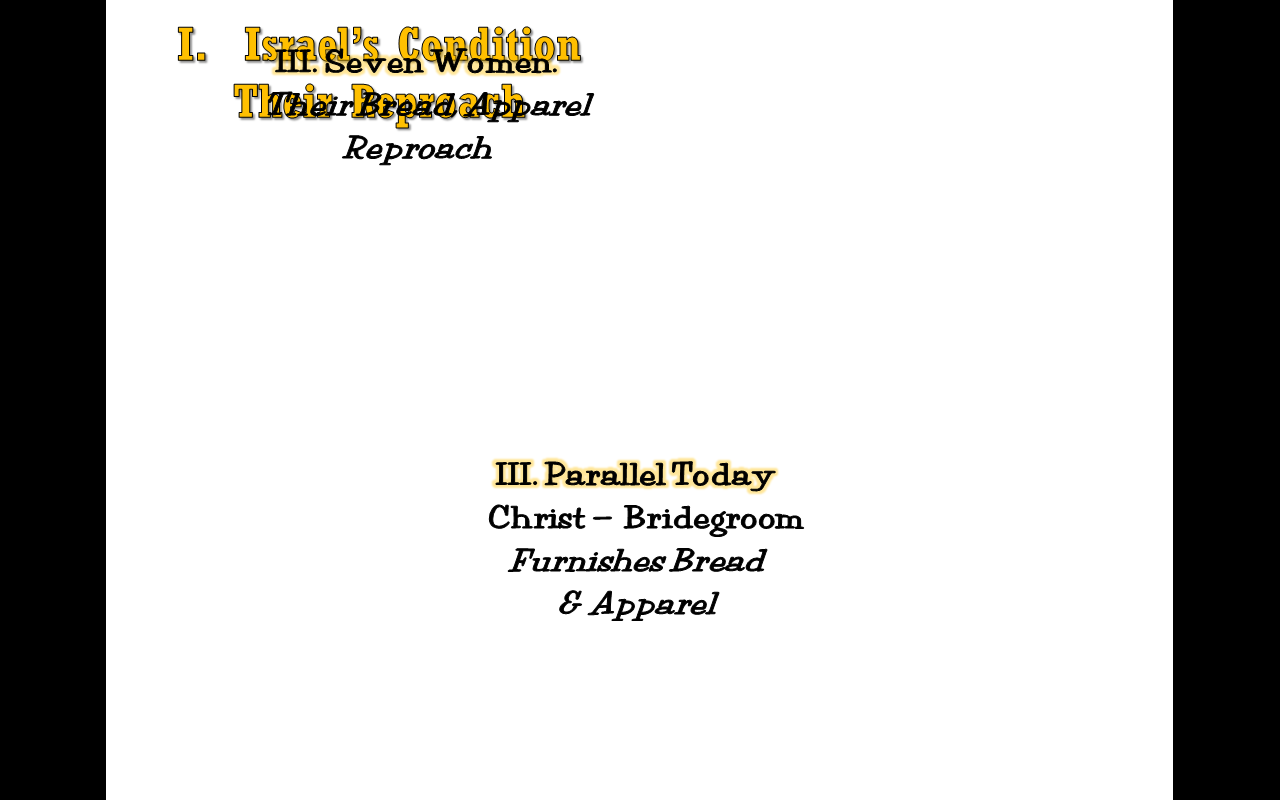 I. Israel's Condition
Their Reproach
III. Seven Women.
Their Bread, Apparel
Reproach
III. Parallel Today
Christ – Bridegroom
Furnishes Bread
& Apparel